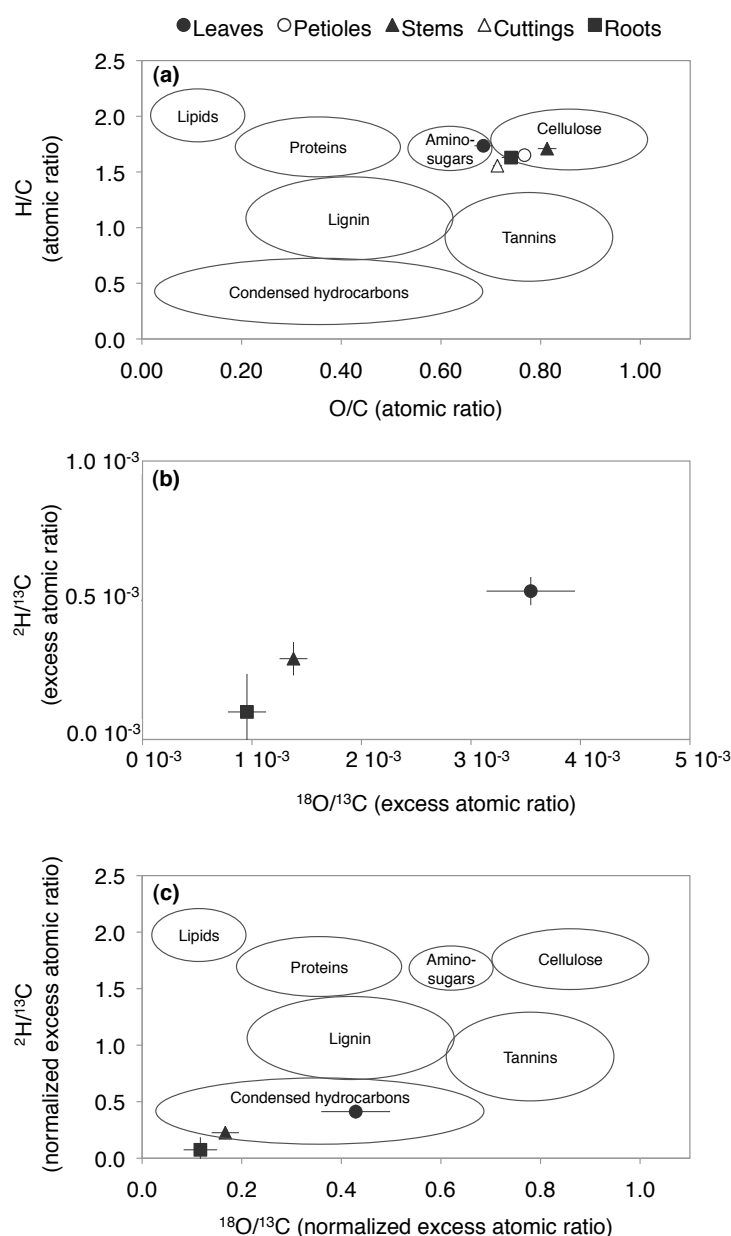 ●Leaves ○Petioles ▲Stems △Cuttings ■Roots
(a)
2.5
2.0
1.5
1.0
0.5
0.0
H/C
(atomic ratio)
Lipids
Proteins
Amino-
sugars
Cellulose
Lignin
Tannins
Condensed hydrocarbons
0.00 0.20 0.40 0.60 0.80 1.00
O/C (atomic ratio)
(b)
1.0 10⁻³
0.5 10⁻³
0.0 10⁻³
²H/¹³C
(excess atomic ratio)
0 10⁻³ 1 10⁻³ 2 10⁻³ 3 10⁻³ 4 10⁻³ 5 10⁻³
¹⁸O/¹³C (excess atomic ratio)
(c)
2.5
2.0
1.5
1.0
0.5
0.0
²H/¹³C
(normalized excess atomic ratio)
Lipids
Proteins
Amino-
sugars
Cellulose
Lignin
Tannins
Condensed hydrocarbons
0.0 0.2 0.4 0.6 0.8 1.0
¹⁸O/¹³C (normalized excess atomic ratio)